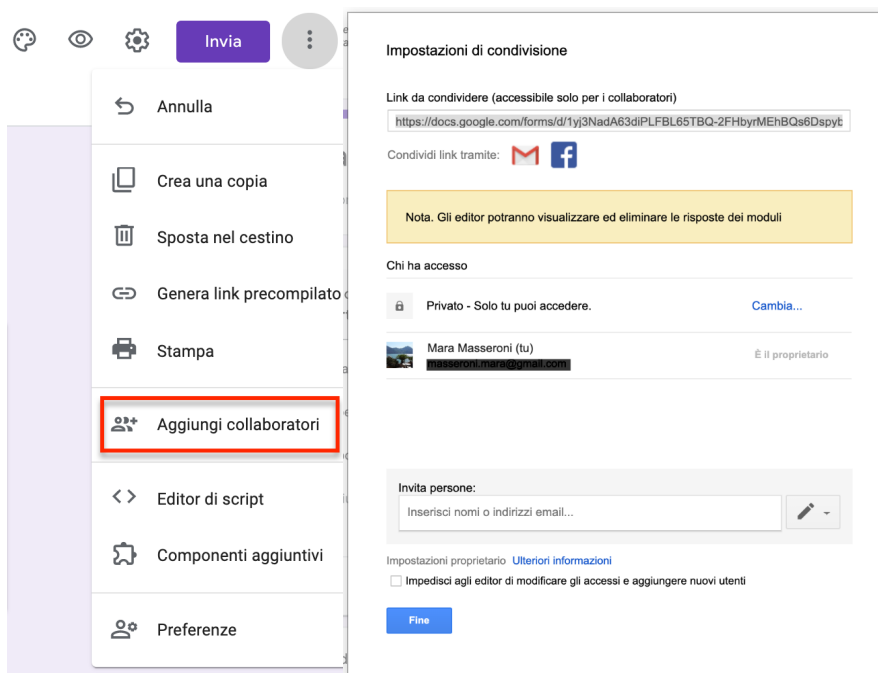 Invia
Annulla
Crea una copia
Sposta nel cestino
Genera link precompilato
Stampa
Aggiungi collaboratori
Editor di script
Componenti aggiuntivi
Preferenze
Impostazioni di condivisione
Link da condividere (accessibile solo per i collaboratori)
https://docs.google.com/forms/d/1yj3NadA63diPLFBL65TBQ-2FHbyrMEhBQs6Dspyb
Condividi link tramite:
Nota. Gli editor potranno visualizzare ed eliminare le risposte dei moduli
Chi ha accesso
Privato - Solo tu puoi accedere. Cambia...
Mara Masseroni (tu)
È il proprietario
Invita persone:
Inserisci nomi o indirizzi email...
Impostazioni proprietario Ulteriori informazioni
Impedisci agli editor di modificare gli accessi e aggiungere nuovi utenti
Fine